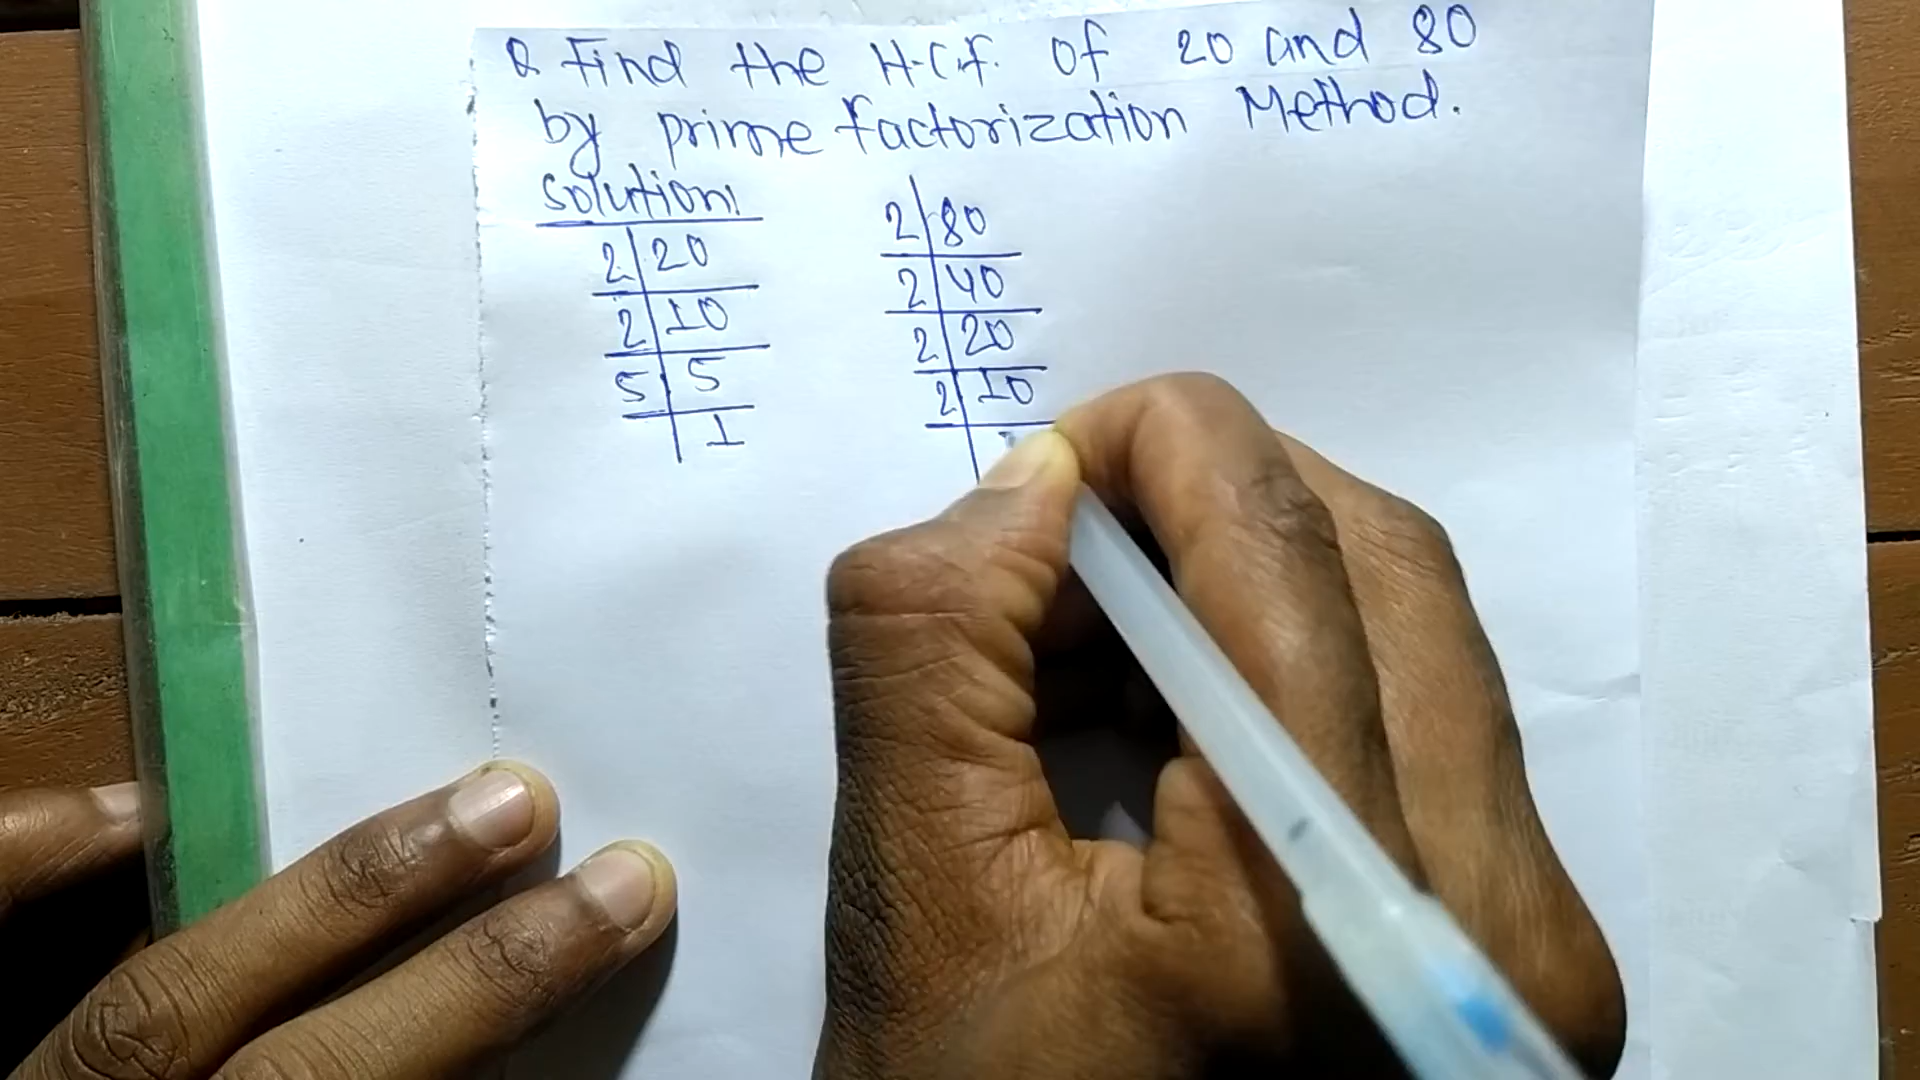 Q Find the H.C.F. of 20 and 80
by prime factorization Method.
Solution:
2 20
2 10
5 5
1
2 80
2 40
2 20
2 10